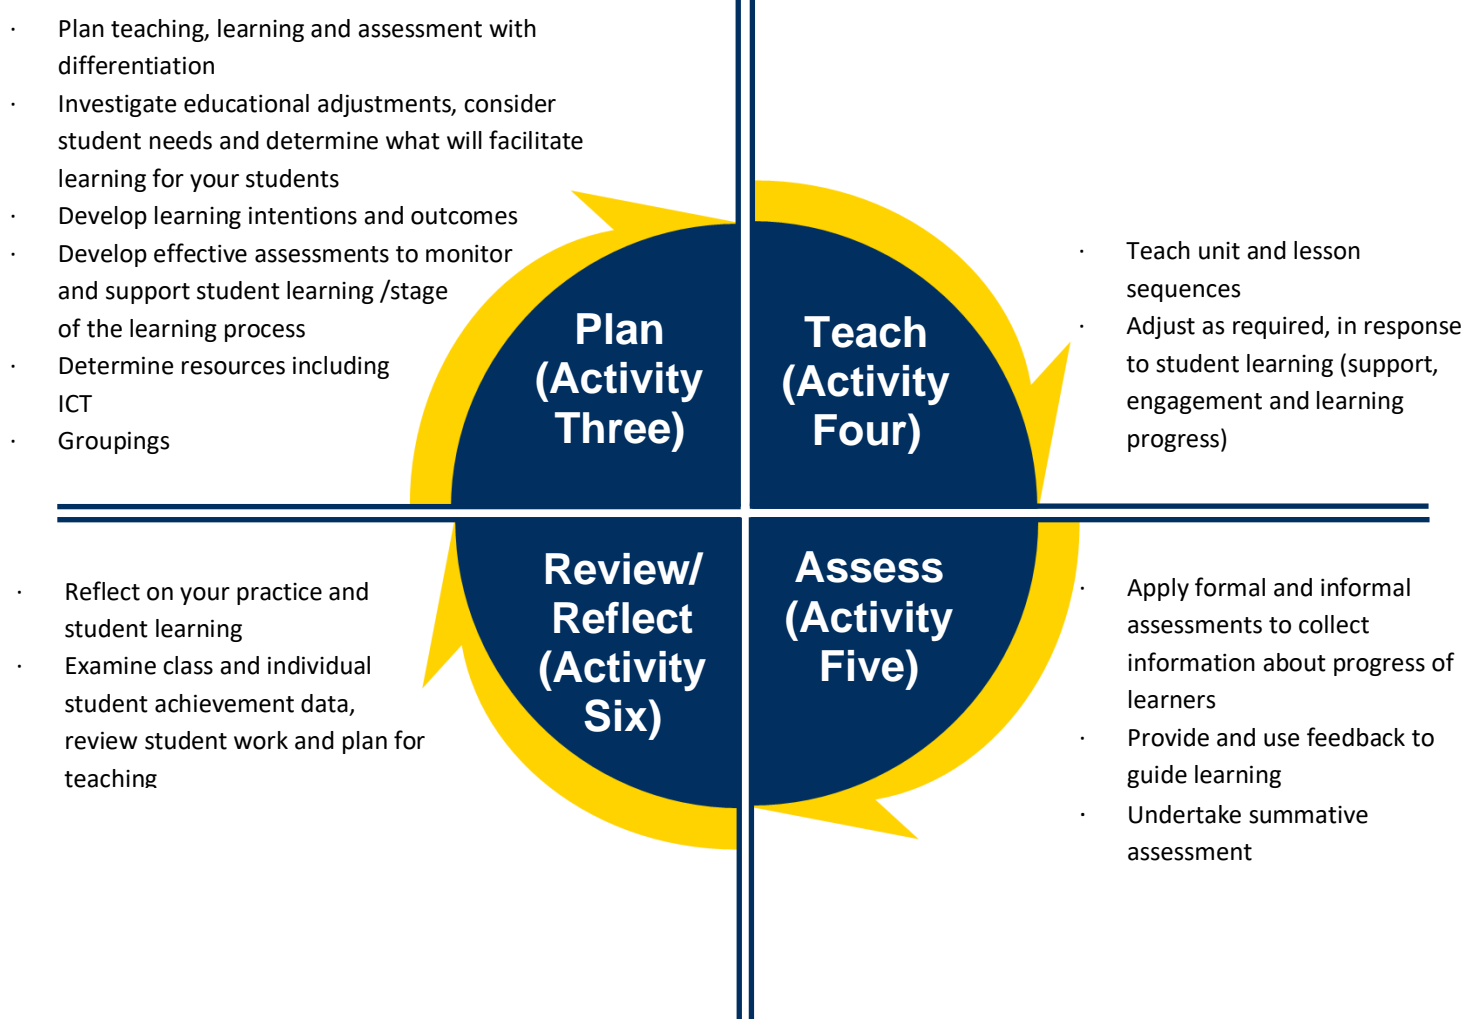 · Plan teaching, learning and assessment with
differentiation
· Investigate educational adjustments, consider
student needs and determine what will facilitate
learning for your students
· Develop learning intentions and outcomes
· Develop effective assessments to monitor
and support student learning /stage
of the learning process
· Determine resources including
ICT
· Groupings
Plan
(Activity
Three)
Teach
(Activity
Four)
· Teach unit and lesson
sequences
· Adjust as required, in response
to student learning (support,
engagement and learning
progress)
· Reflect on your practice and
student learning
· Examine class and individual
student achievement data,
review student work and plan for
teaching
Review/
Reflect
(Activity
Six)
Assess
(Activity
Five)
· Apply formal and informal
assessments to collect
information about progress of
learners
· Provide and use feedback to
guide learning
· Undertake summative
assessment